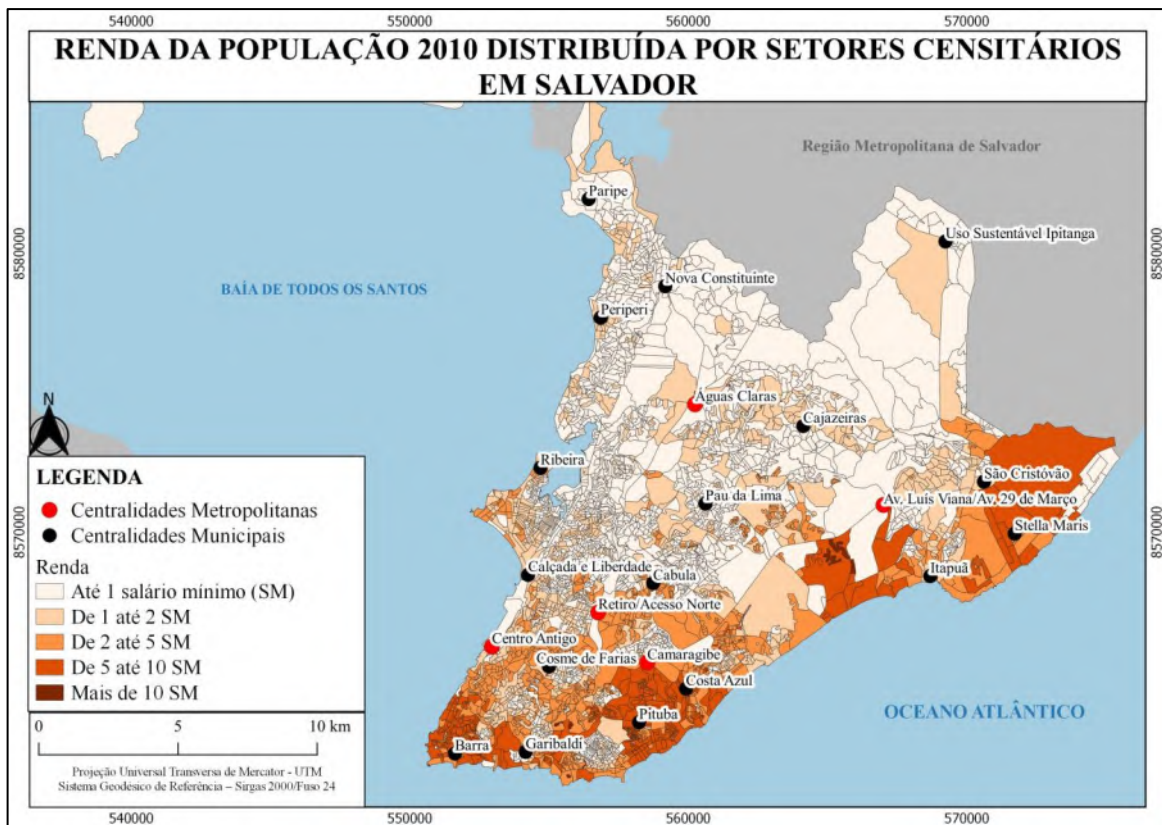 540000
550000
560000
570000
RENDA DA POPULAÇÃO 2010 DISTRIBUÍDA POR SETORES CENSITÁRIOS
EM SALVADOR
Região Metropolitana de Salvador
Paripe
Uso Sustentável Ipitanga
8580000
8580000
BAÍA DE TODOS OS SANTOS
Nova Constituinte
Periperi
Águas Claras
Cajazeiras
N
Ribeira
São Cristóvão
Pau da Lima
Av. Luís Viana/Av, 29 de Março
8570000
8570000
Stella Maris
Calçada e Liberdade
Cabula
Itapuã
Retiro/Acesso Norte
Centro Antigo
Cosme de Farias
Camaragibe
Costa Azul
Pituba
OCEANO ATLÂNTICO
Barra
Garibaldi
LEGENDA
Centralidades Metropolitanas
Centralidades Municipais
Renda
Até 1 salário mínimo (SM)
De 1 até 2 SM
De 2 até 5 SM
De 5 até 10 SM
Mais de 10 SM
0
5
10 km
Projeção Universal Transversa de Mercator - UTM
Sistema Geodésico de Referência – Sirgas 2000/Fuso 24
540000
550000
560000
570000